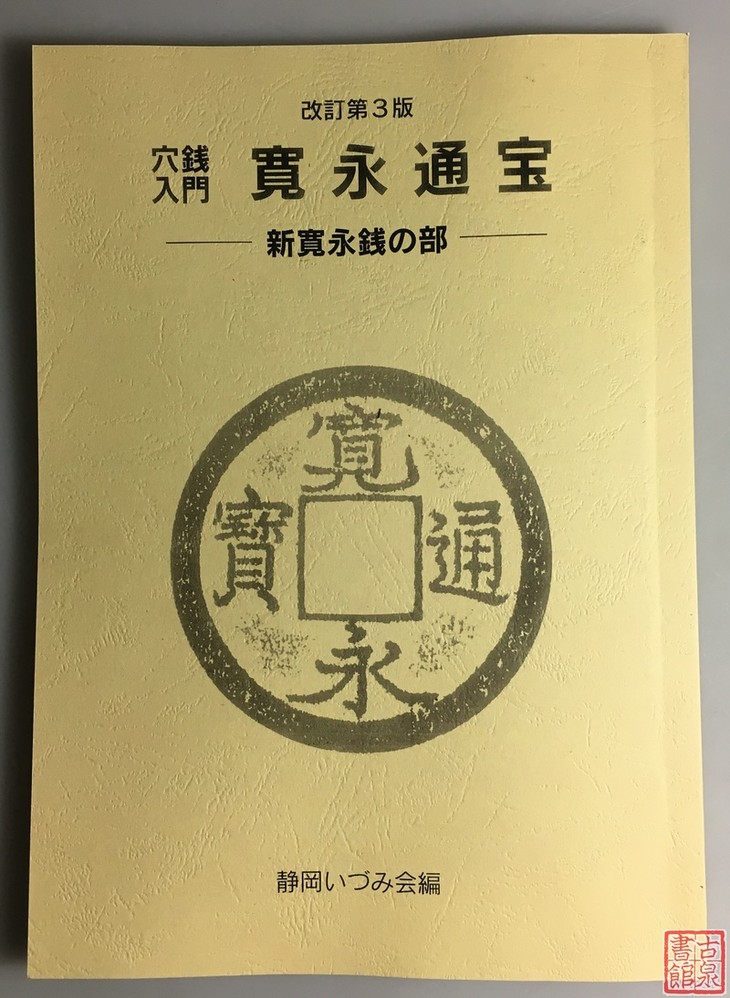 改訂第３版
穴銭入門 寛永通宝
新寛永銭の部
寛永通寳
静岡いづみ会編
古泉書館